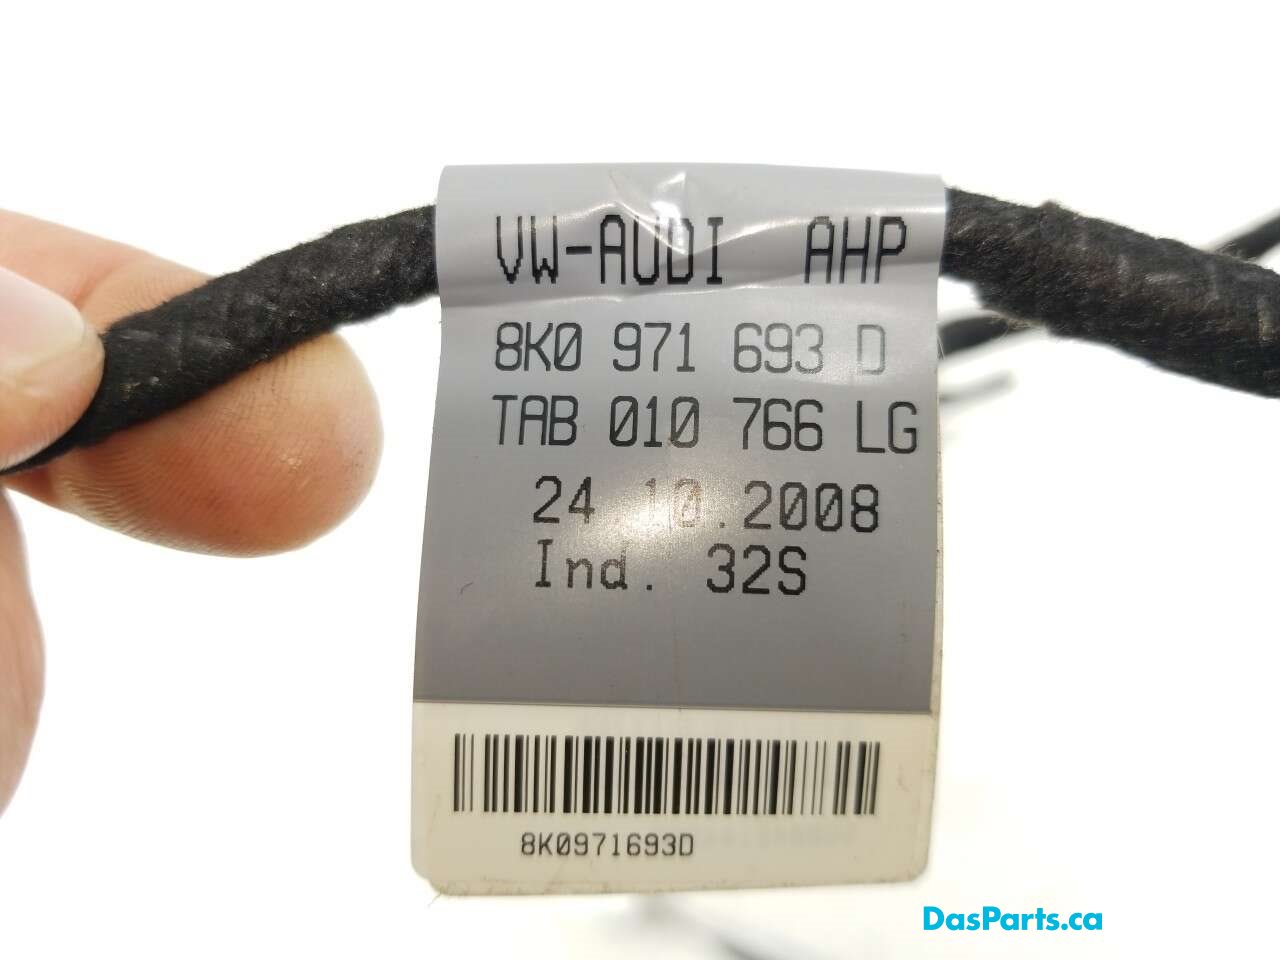 VW-AUDI AHP
8K0 971 693 D
TAB 010 766 LG
24.10.2008
Ind. 32S
8K0971693D
DasParts.ca